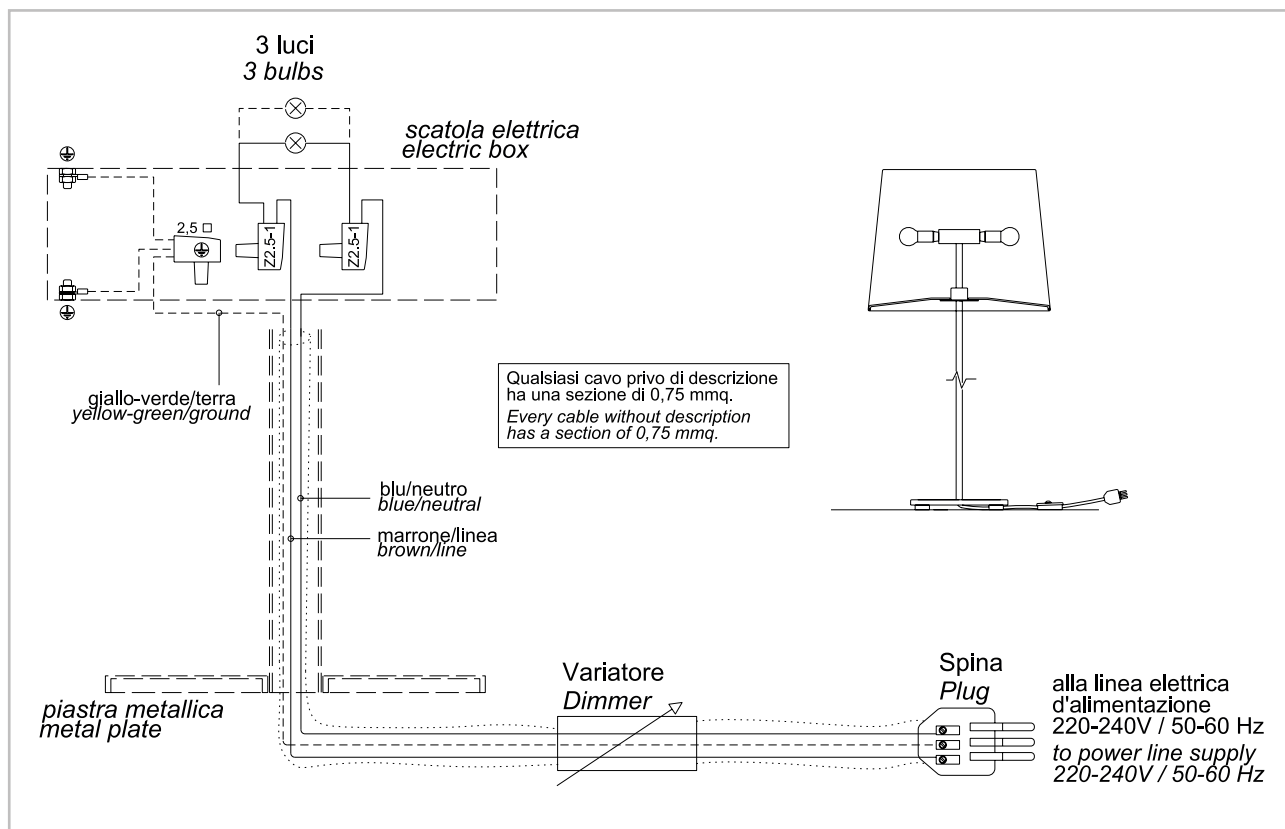 3 luci
3 bulbs
scatola elettrica
electric box
2,5
Z2.5-1
Z2.5-1
giallo-verde/terra
yellow-green/ground
Qualsiasi cavo privo di descrizione
ha una sezione di 0,75 mmq.
Every cable without description
has a section of 0,75 mmq.
blu/neutro
blue/neutral
marrone/linea
brown/line
piastra metallica
metal plate
Variatore
Dimmer
Spina
Plug
alla linea elettrica
d'alimentazione
220-240V / 50-60 Hz
to power line supply
220-240V / 50-60 Hz